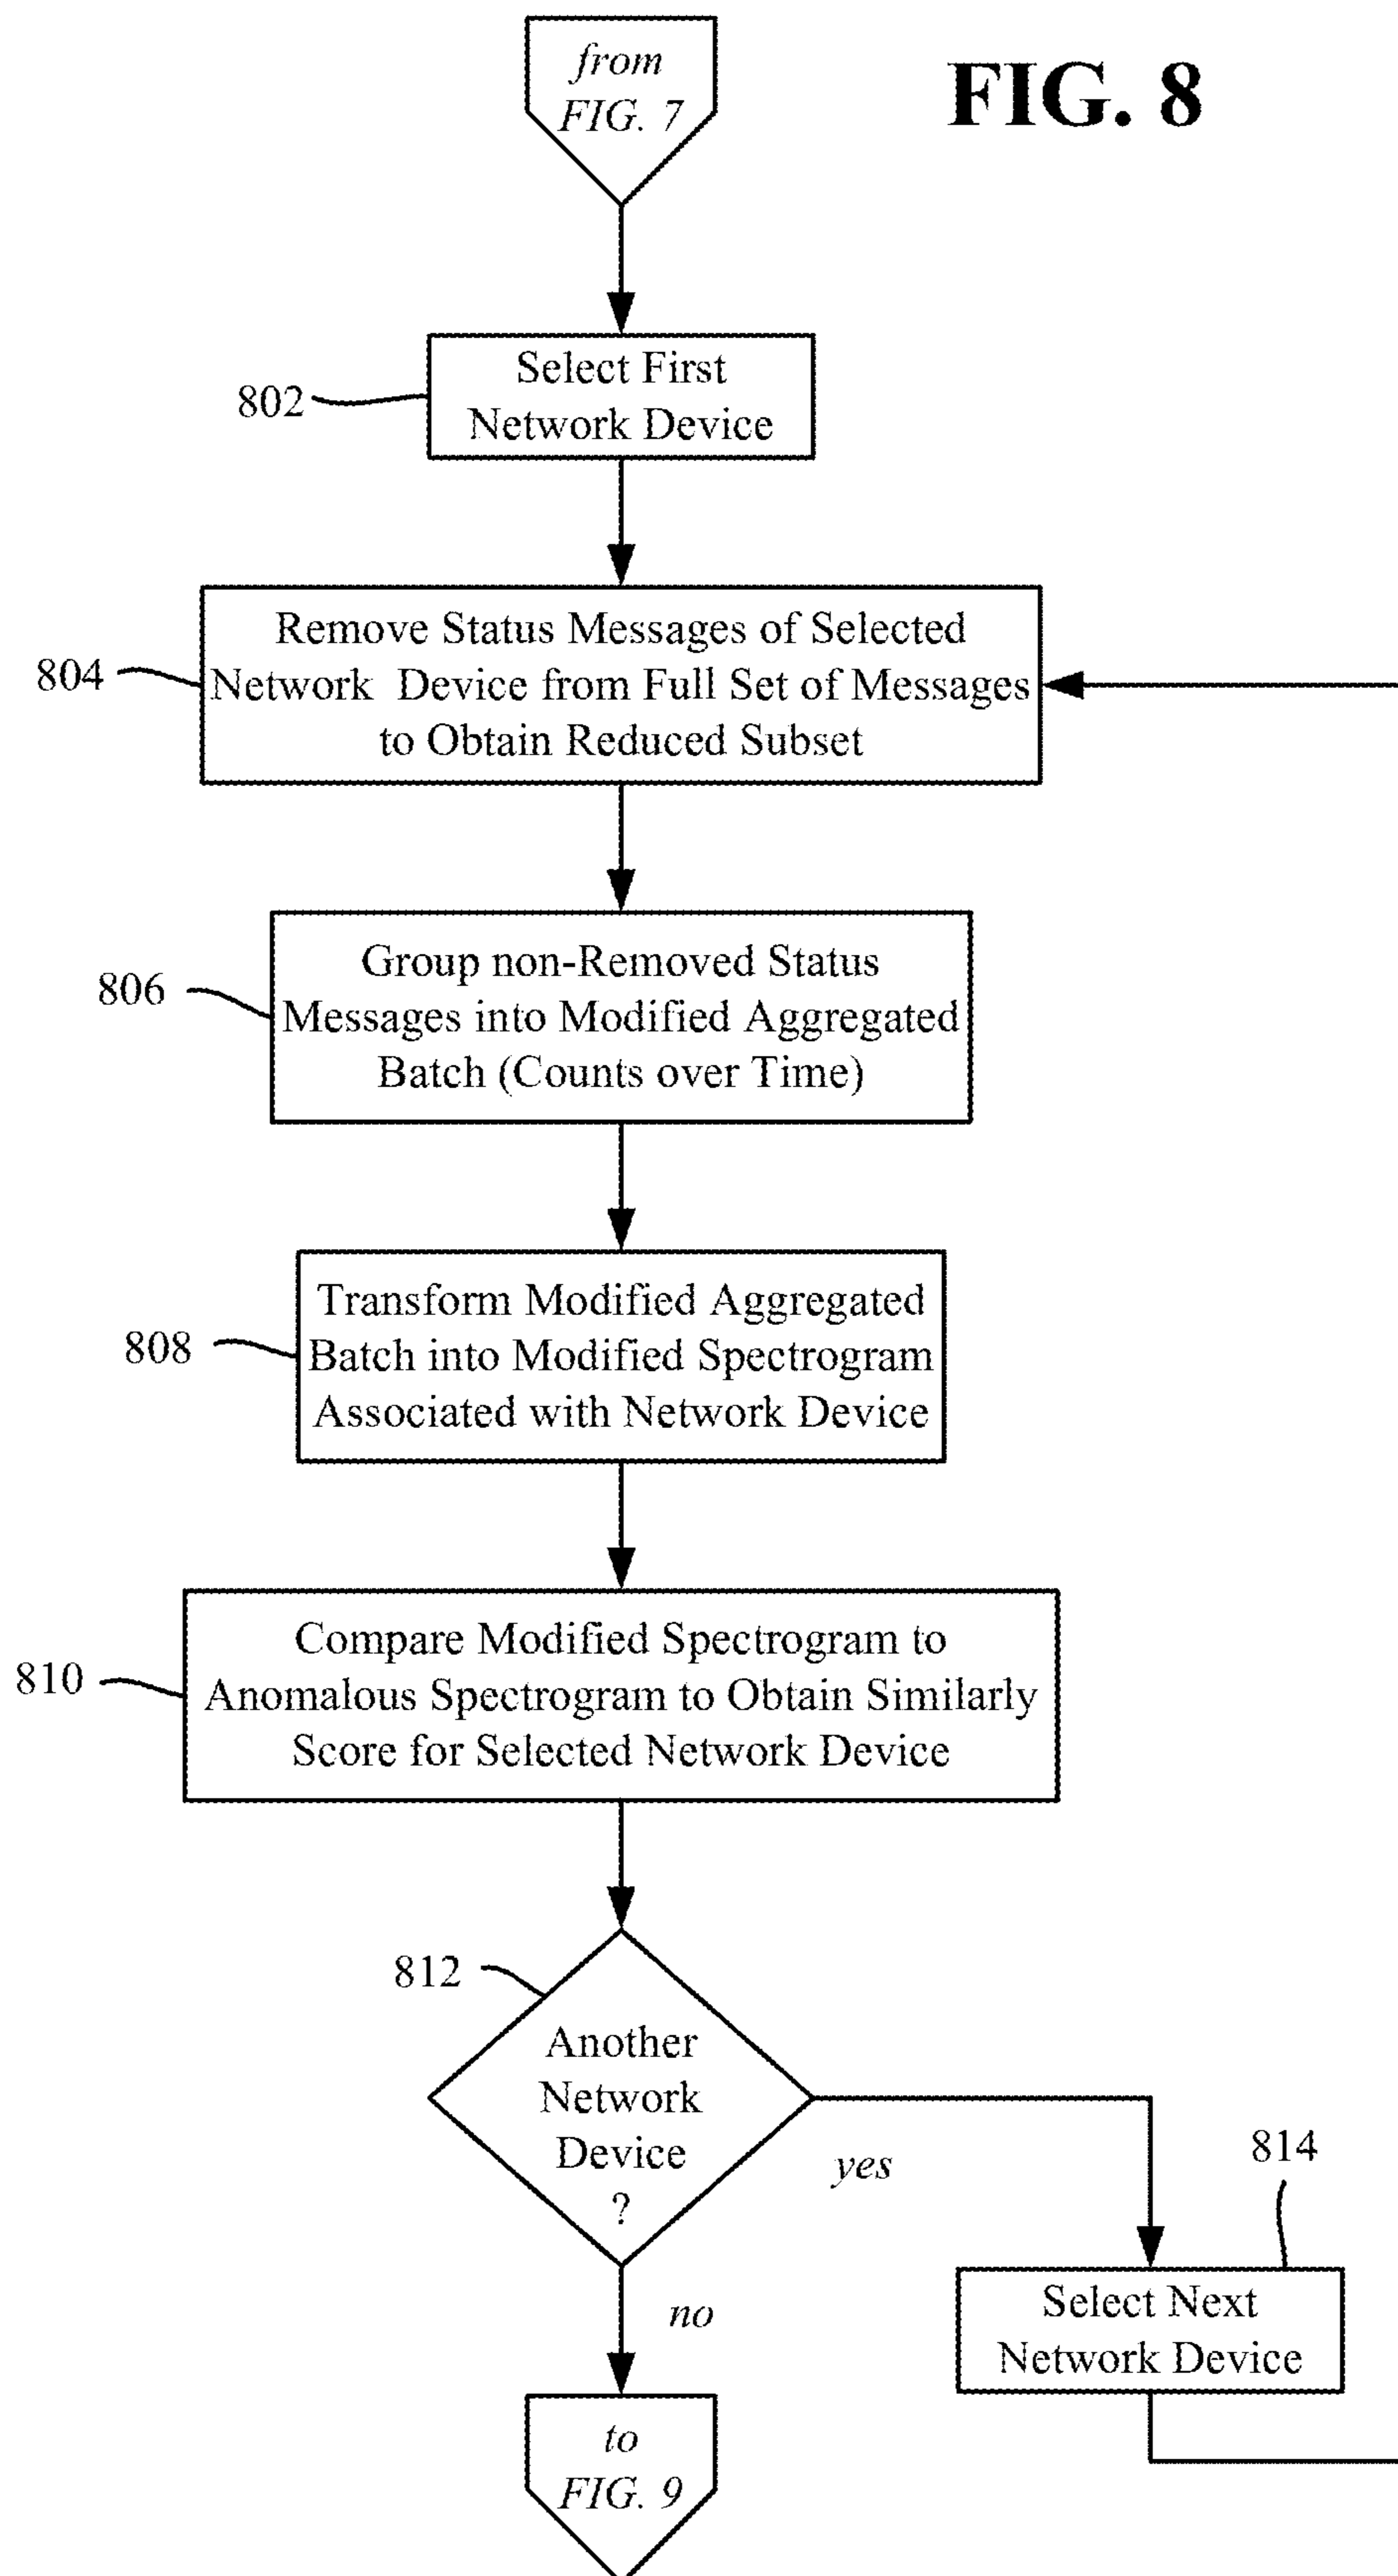 from
FIG. 7
FIG. 8
802
Select First
Network Device
804
Remove Status Messages of Selected
Network Device from Full Set of Messages
to Obtain Reduced Subset
806
Group non-Removed Status
Messages into Modified Aggregated
Batch (Counts over Time)
808
Transform Modified Aggregated
Batch into Modified Spectrogram
Associated with Network Device
810
Compare Modified Spectrogram to
Anomalous Spectrogram to Obtain Similarly
Score for Selected Network Device
812
Another
Network
Device
?
yes
814
Select Next
Network Device
no
to
FIG. 9